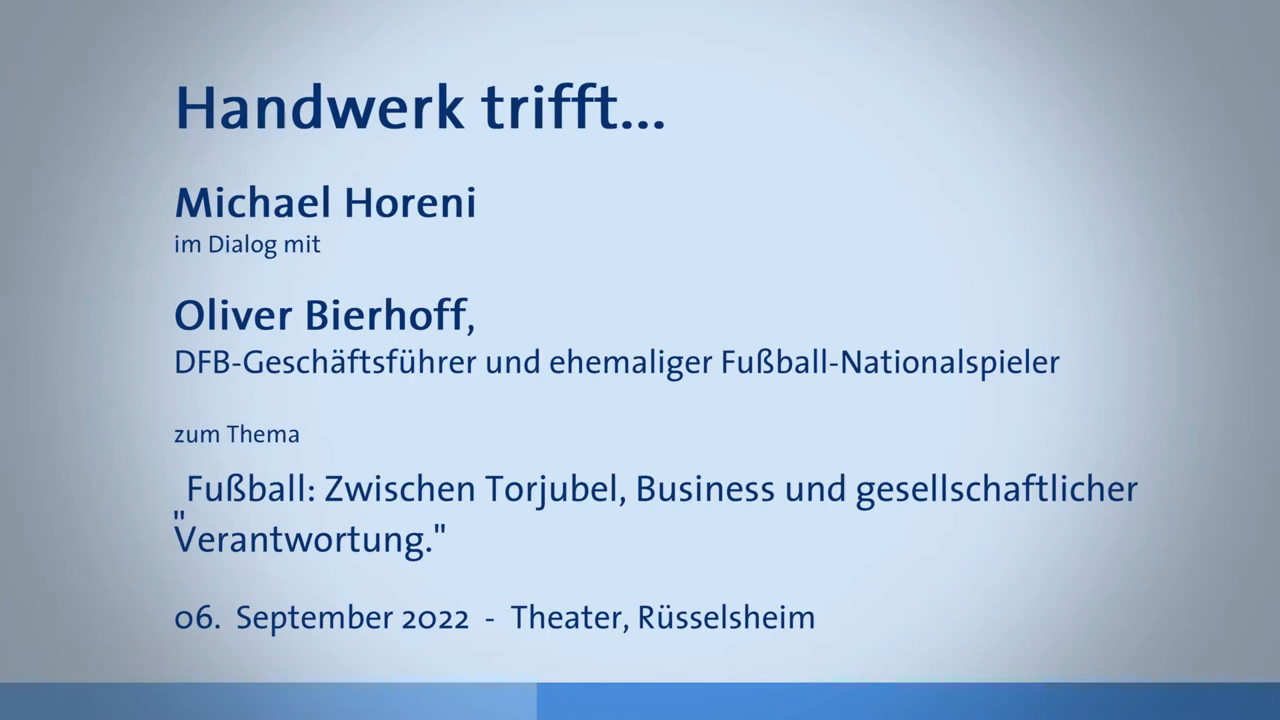 Handwerk trifft...
Michael Horeni
im Dialog mit
Oliver Bierhoff,
DFB-Geschäftsführer und ehemaliger Fußball-Nationalspieler
zum Thema
"Fußball: Zwischen Torjubel, Business und gesellschaftlicher
Verantwortung."
06. September 2022 - Theater, Rüsselsheim